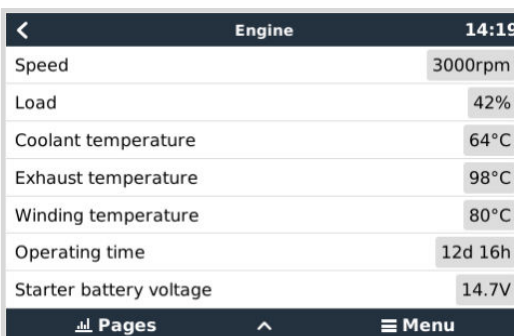 Engine 14:19
Speed 3000rpm
Load 42%
Coolant temperature 64°C
Exhaust temperature 98°C
Winding temperature 80°C
Operating time 12d 16h
Starter battery voltage 14.7V
Pages Menu